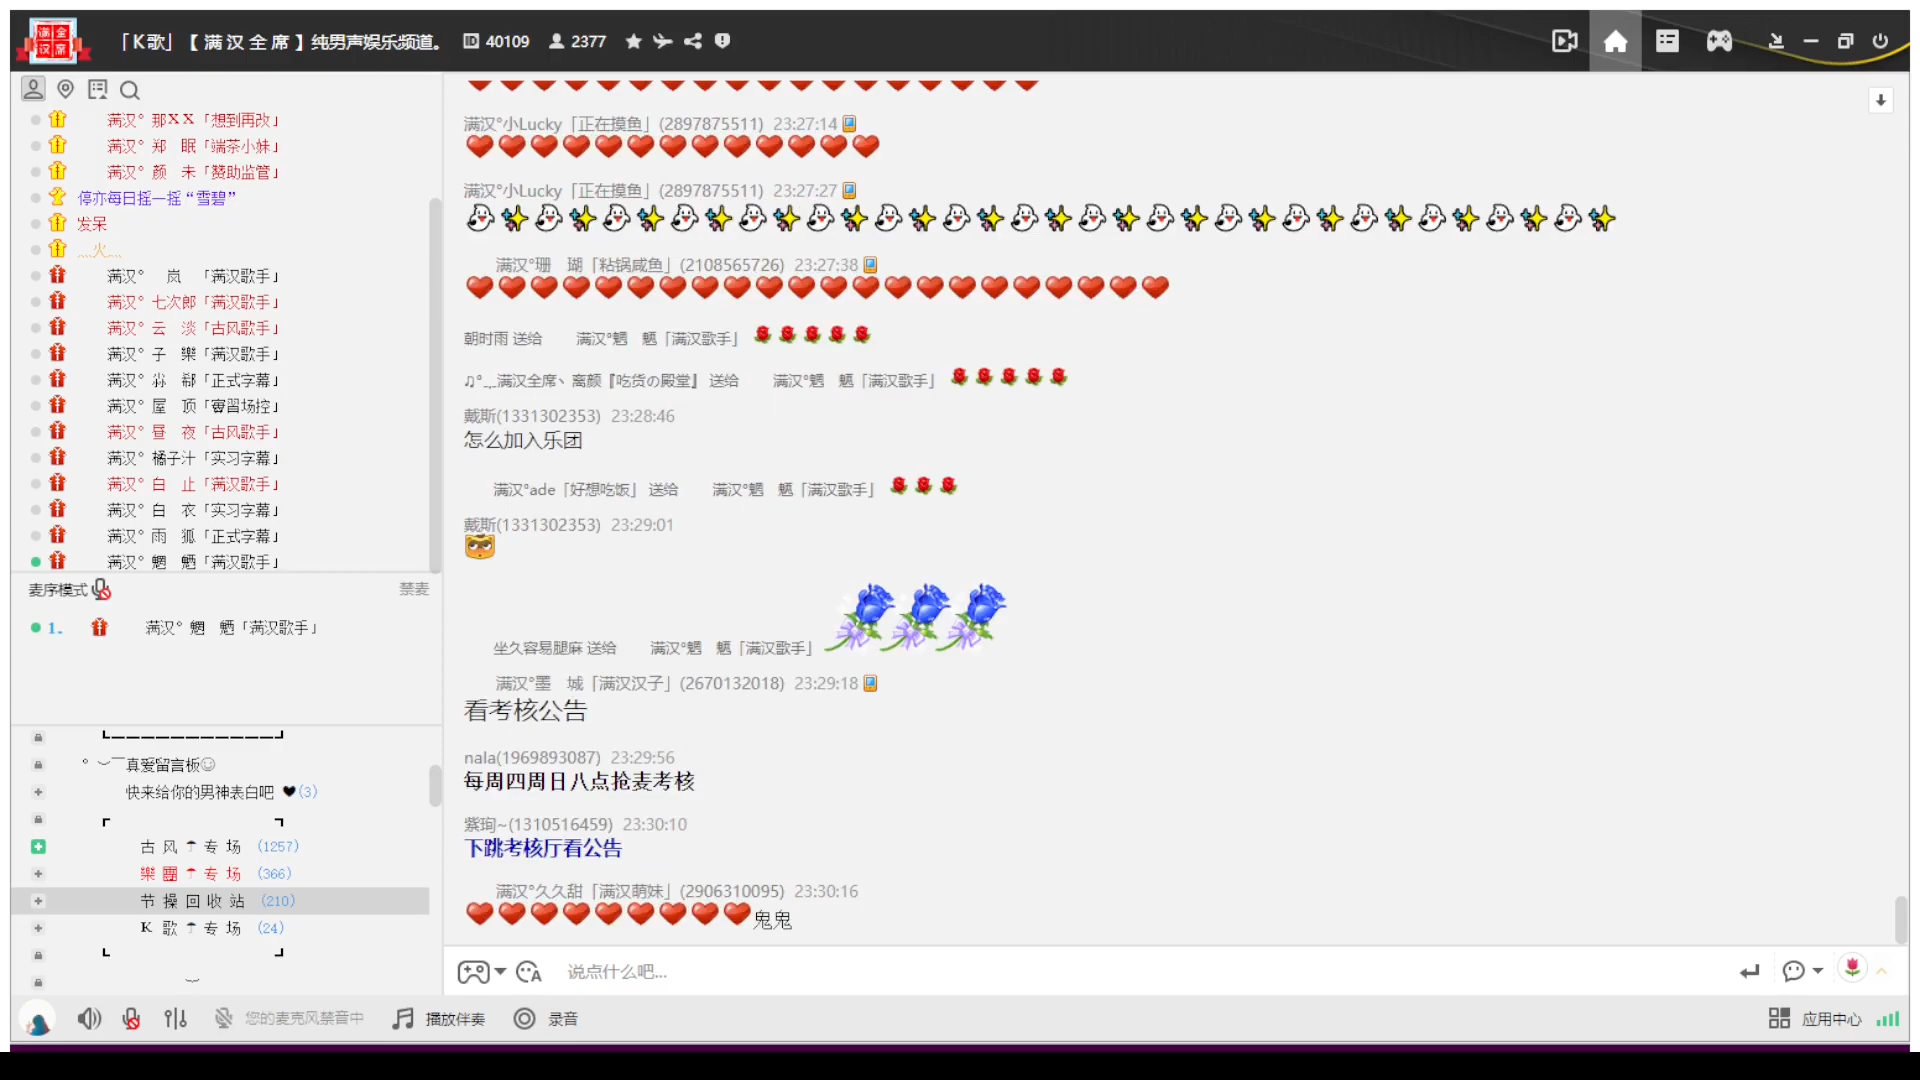 「K歌」【 满 汉 全 席 】纯男声娱乐频道。 ID 40109 2377
满汉° 那XX「想到再改」
满汉° 郑 眠「端茶小妹」
满汉° 颜 未「赞助监管」
停亦每日摇一摇“雪碧”
发呆
﹏火﹏
满汉° 岚 「满汉歌手」
满汉° 七次郎「满汉歌手」
满汉° 云 淡「古风歌手」
满汉° 子 樂「满汉歌手」
满汉° 郗「正式字幕」
满汉° 屋 顶「實習场控」
满汉° 昼 夜「古风歌手」
满汉° 橘子汁「实习字幕」
满汉° 白 止「满汉歌手」
满汉° 白 衣「实习字幕」
满汉° 雨 狐「正式字幕」
满汉° 魍 魉「满汉歌手」
麦序模式 禁麦
1. 满汉° 魍 魉「满汉歌手」
真爱留言板
快来给你的男神表白吧 ♥(3)
古 风 ☂ 专 场 (1257)
樂 團 ☂ 专 场 (366)
节 操 回 收 站 (210)
K 歌 ☂ 专 场 (24)
满汉°小Lucky「正在摸鱼」(2897875511) 23:27:14
满汉°小Lucky「正在摸鱼」(2897875511) 23:27:27
满汉°珊 瑚「粘锅咸鱼」(2108565726) 23:27:38
朝时雨 送给 满汉°魍 魉「满汉歌手」
♫°﹎满汉全席丶离颜『吃货の殿堂』 送给 满汉°魍 魉「满汉歌手」
戴斯(1331302353) 23:28:46
怎么加入乐团
满汉°ade「好想吃饭」 送给 满汉°魍 魉「满汉歌手」
戴斯(1331302353) 23:29:01
坐久容易腿麻 送给 满汉°魍 魉「满汉歌手」
满汉°墨 城「满汉汉子」(2670132018) 23:29:18
看考核公告
nala(1969893087) 23:29:56
每周四周日八点抢麦考核
紫珣~(1310516459) 23:30:10
下跳考核厅看公告
满汉°久久甜「满汉萌妹」(2906310095) 23:30:16
鬼鬼
说点什么吧...
您的麦克风禁音中 播放伴奏 录音 应用中心